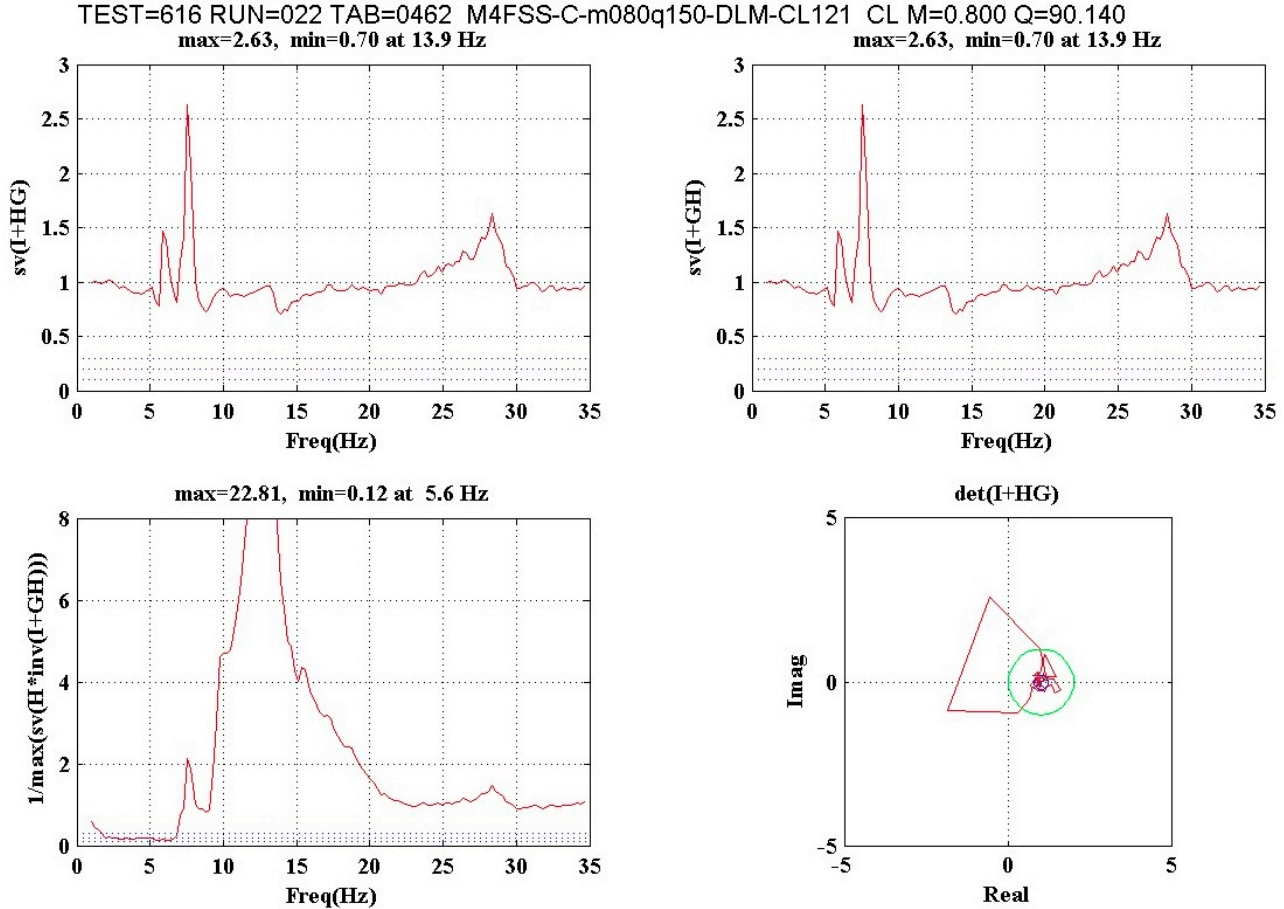 TEST=616 RUN=022 TAB=0462 M4FSS-C-m080q150-DLM-CL121 CL M=0.800 Q=90.140
max=2.63, min=0.70 at 13.9 Hz
3
2.5
2
1.5
1
0.5
0
sv(I+HG)
0 5 10 15 20 25 30 35
Freq(Hz)
max=2.63, min=0.70 at 13.9 Hz
3
2.5
2
1.5
1
0.5
0
sv(I+GH)
0 5 10 15 20 25 30 35
Freq(Hz)
max=22.81, min=0.12 at 5.6 Hz
8
6
4
2
0
1/max(sv(H*inv(I+GH)))
0 5 10 15 20 25 30 35
Freq(Hz)
det(I+HG)
5
0
-5
Imag
-5 0 5
Real